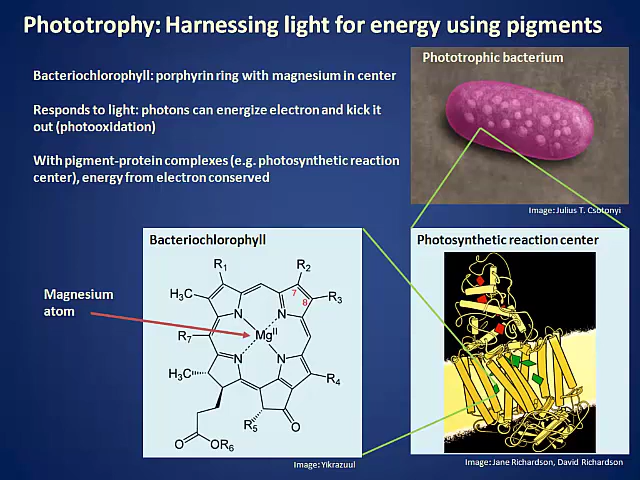 Phototrophy: Harnessing light for energy using pigments
Bacteriochlorophyll: porphyrin ring with magnesium in center
Responds to light: photons can energize electron and kick it
out (photooxidation)
With pigment-protein complexes (e.g. photosynthetic reaction
center), energy from electron conserved
Phototrophic bacterium
Image: Julius T. Csotonyi
Bacteriochlorophyll
R1
R2
H3C
7
8
R3
N
N
Magnesium
atom
R7
MgII
N
N
H3C
R4
R5
O
O
OR6
Image: Yikrazuul
Photosynthetic reaction center
Image: Jane Richardson, David Richardson